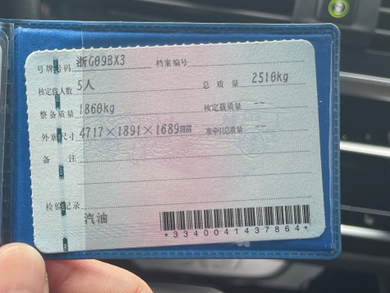 号牌号码 浙G09BX3 档案编号
核定载人数 5人 总质量 2510kg
整备质量 1860kg 核定载质量 --
外廓尺寸 4717×1891×1689mm 准牵引总质量 --
备注
检验记录
汽油
*3340041437864*